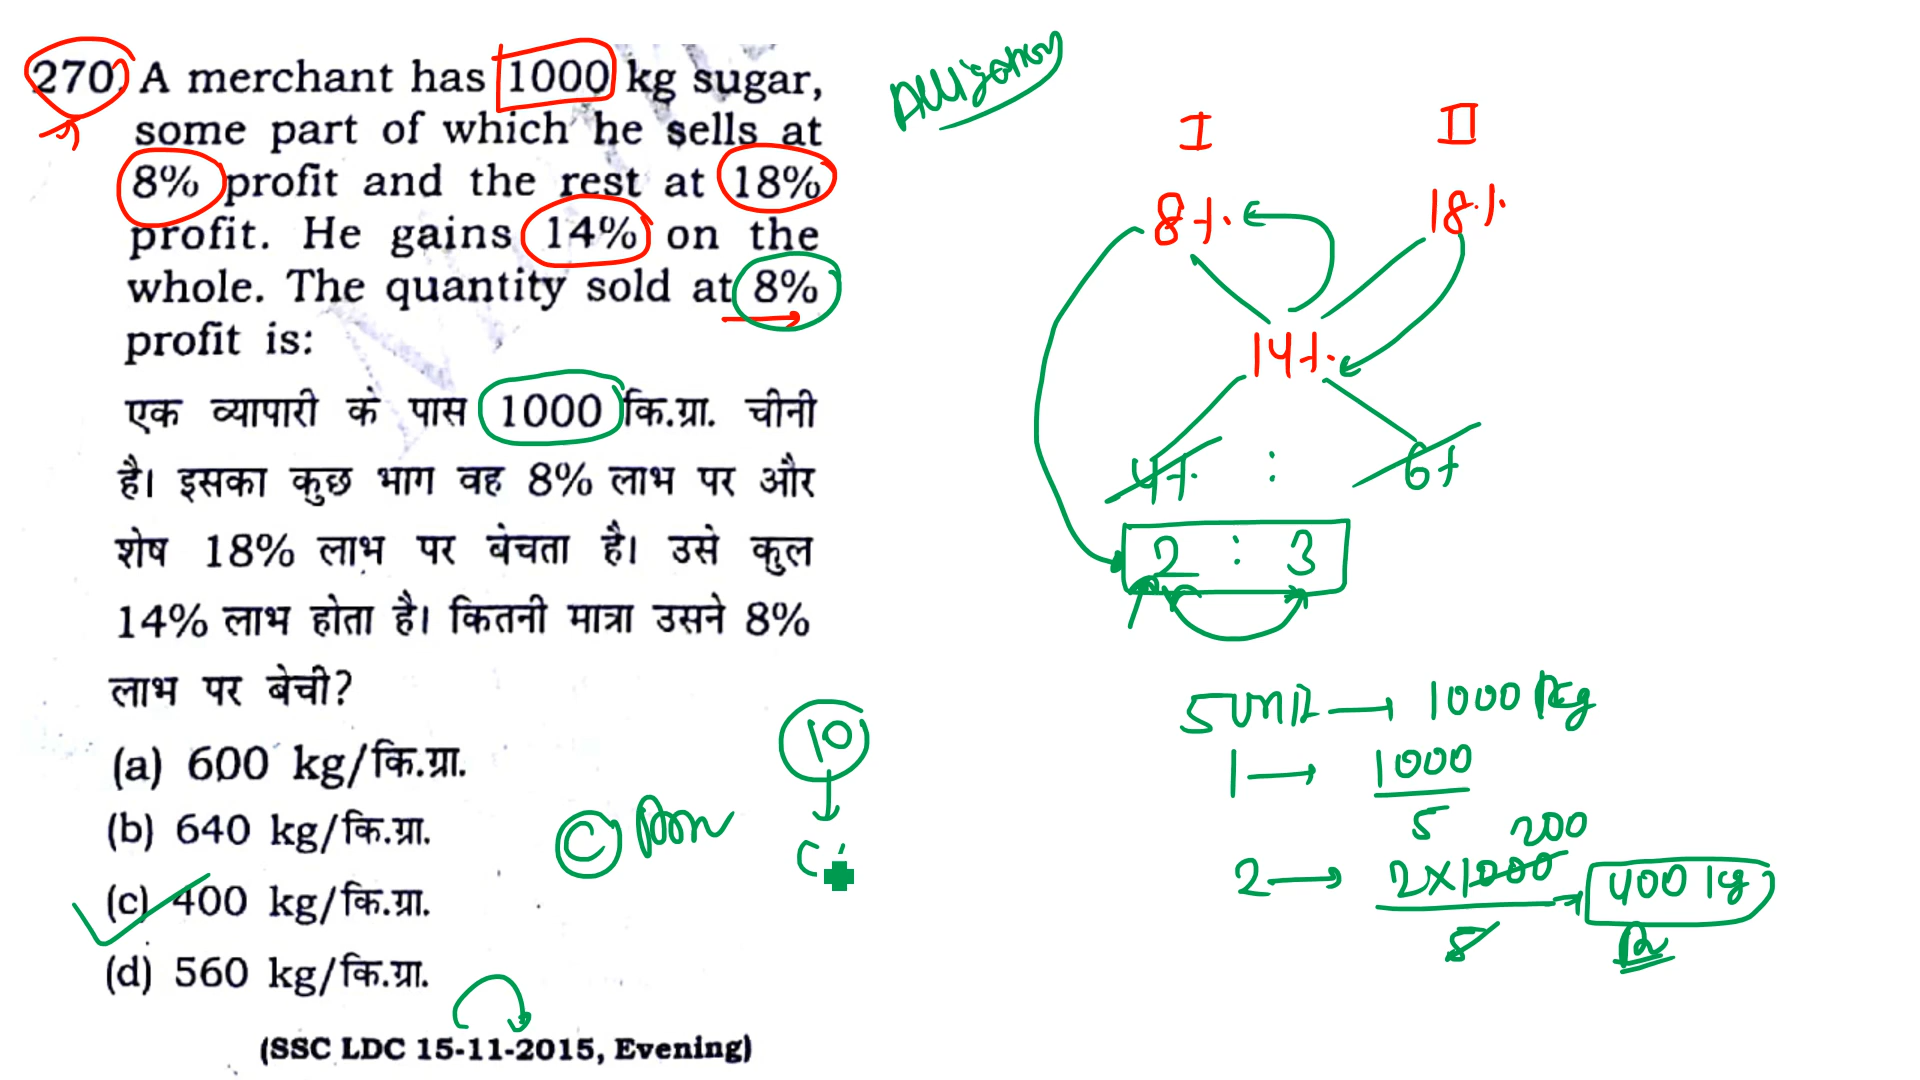 270. A merchant has 1000 kg sugar,
some part of which he sells at
8% profit and the rest at 18%
profit. He gains 14% on the
whole. The quantity sold at 8%
profit is:
एक व्यापारी के पास 1000 कि.ग्रा. चीनी
है। इसका कुछ भाग वह 8% लाभ पर और
शेष 18% लाभ पर बेचता है। उसे कुल
14% लाभ होता है। कितनी मात्रा उसने 8%
लाभ पर बेची?
(a) 600 kg/कि.ग्रा.
(b) 640 kg/कि.ग्रा.
(c) 400 kg/कि.ग्रा.
(d) 560 kg/कि.ग्रा.
(SSC LDC 15-11-2015, Evening)
Alligation
I II
8% 18%
14%
4% : 6%
2 : 3
5 unit → 1000 kg
1 → 1000
5
200
2 → 2×1000 → 400 kg
5
10
C